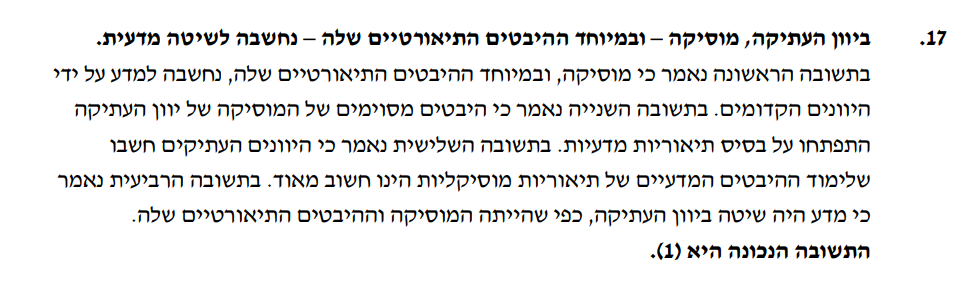 17. ביוון העתיקה, מוסיקה – ובמיוחד ההיבטים התיאורטיים שלה – נחשבה לשיטה מדעית.
בתשובה הראשונה נאמר כי מוסיקה, ובמיוחד ההיבטים התיאורטיים שלה, נחשבה למדע על ידי
היוונים הקדומים. בתשובה השנייה נאמר כי היבטים מסוימים של המוסיקה של יוון העתיקה
התפתחו על בסיס תיאוריות מדעיות. בתשובה השלישית נאמר כי היוונים העתיקים חשבו
שלימוד ההיבטים המדעיים של תיאוריות מוסיקליות הינו חשוב מאוד. בתשובה הרביעית נאמר
כי מדע היה שיטה ביוון העתיקה, כפי שהייתה המוסיקה וההיבטים התיאורטיים שלה.
התשובה הנכונה היא (1).